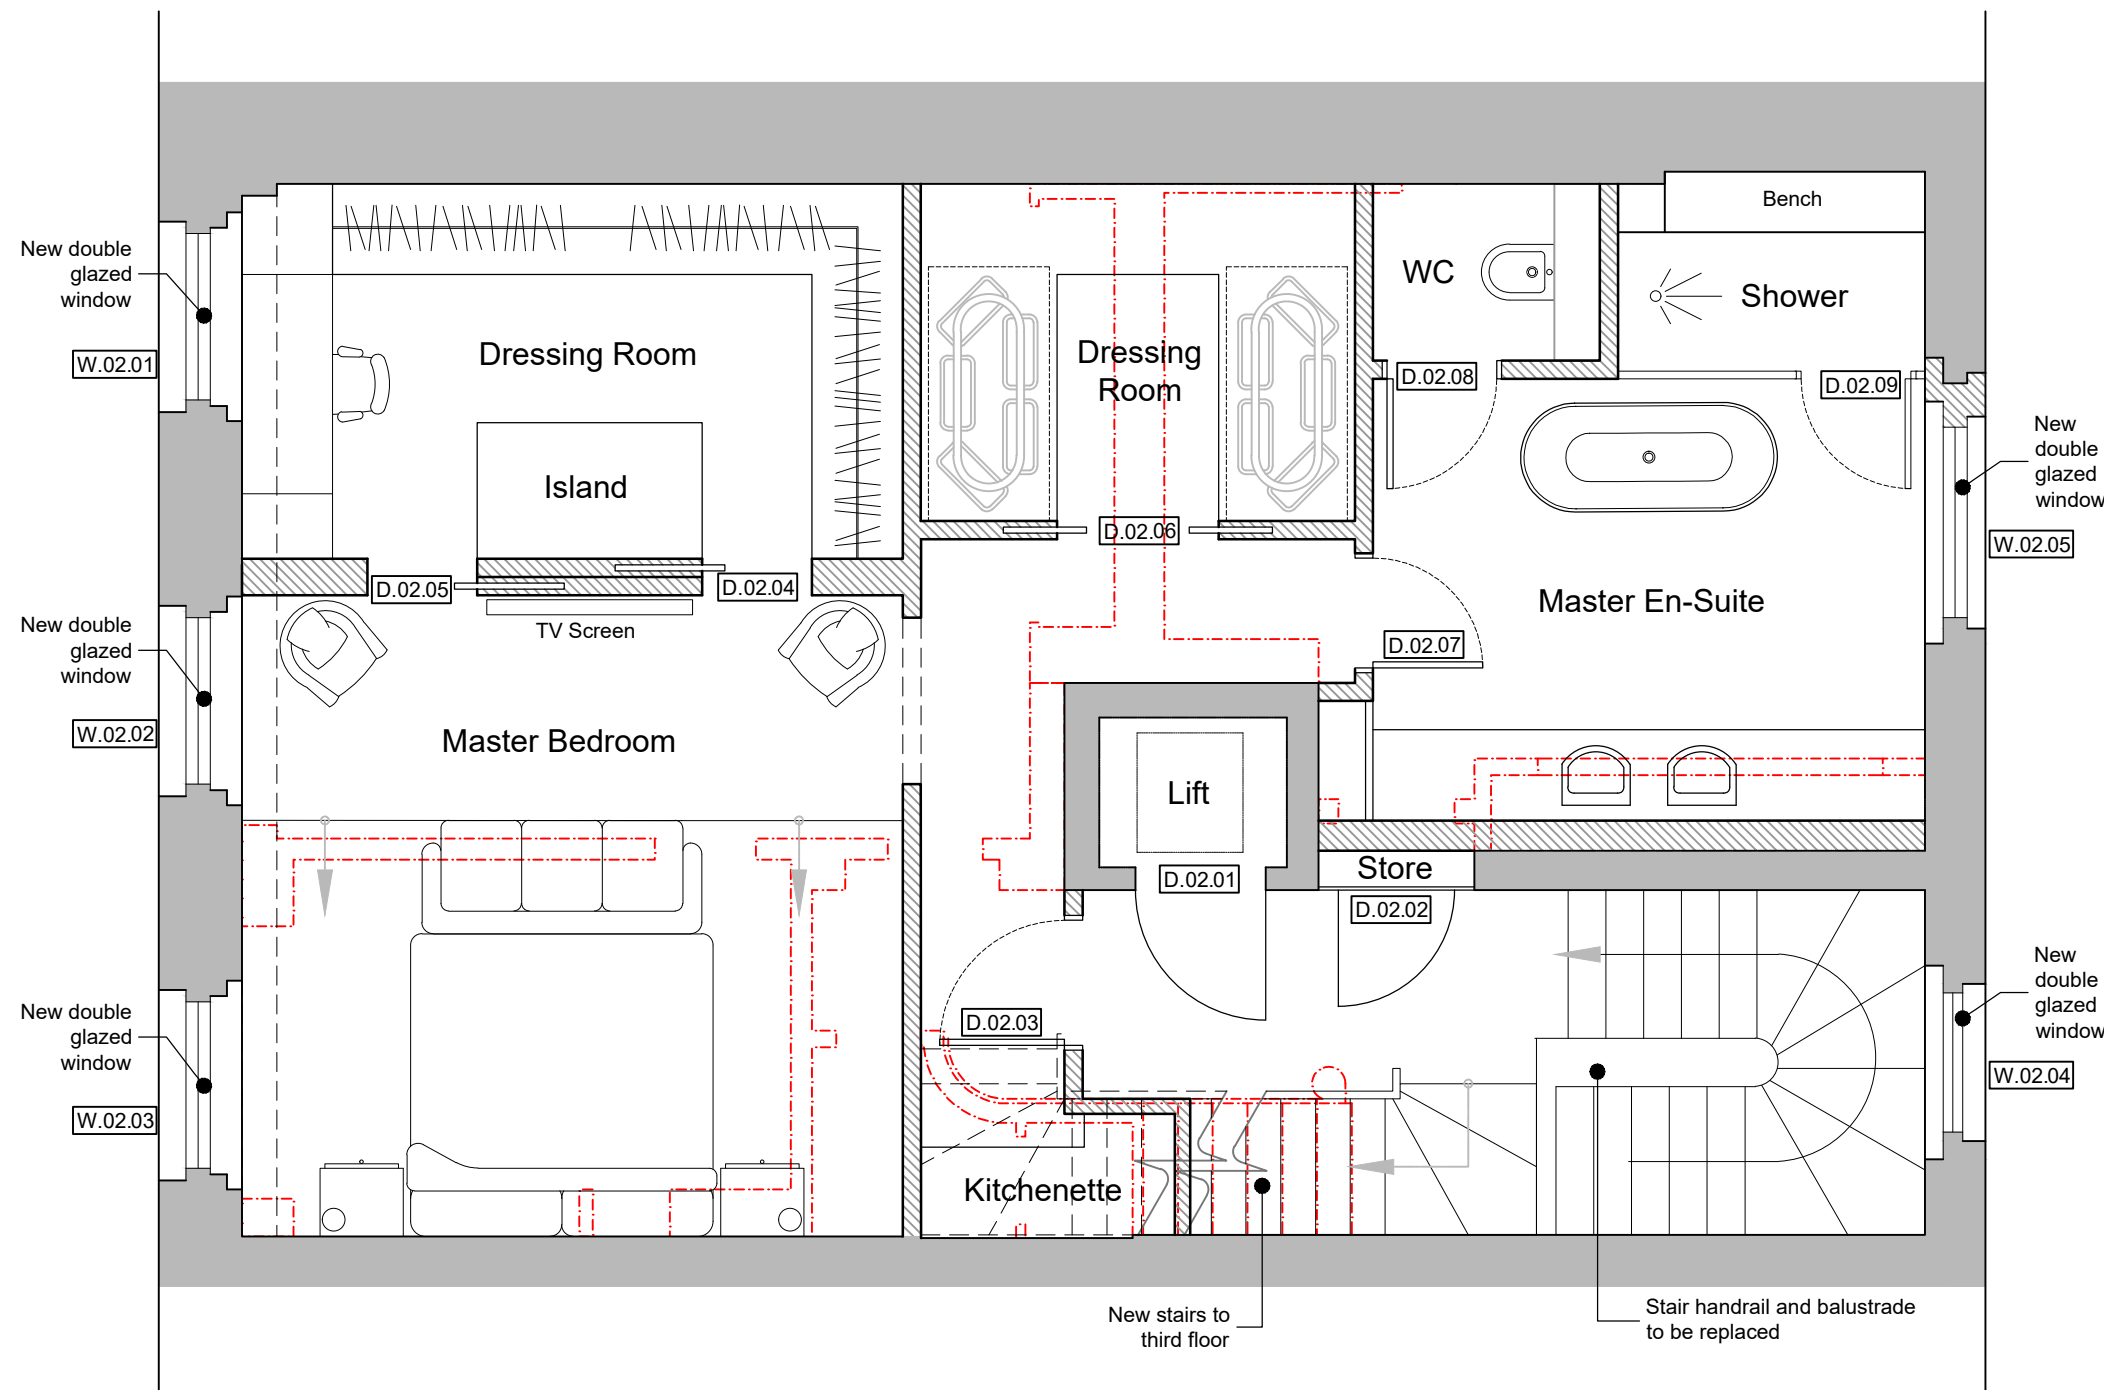 Bench
New double
glazed
window
W.02.01
WC
Shower
Dressing Room
Dressing
Room
D.02.08
D.02.09
New
double
glazed
window
W.02.05
Island
D.02.06
D.02.05
D.02.04
TV Screen
Master En-Suite
D.02.07
New double
glazed
window
W.02.02
Master Bedroom
Lift
D.02.01
Store
D.02.02
New double
glazed
window
W.02.03
D.02.03
New
double
glazed
window
W.02.04
Kitchenette
New stairs to
third floor
Stair handrail and balustrade
to be replaced